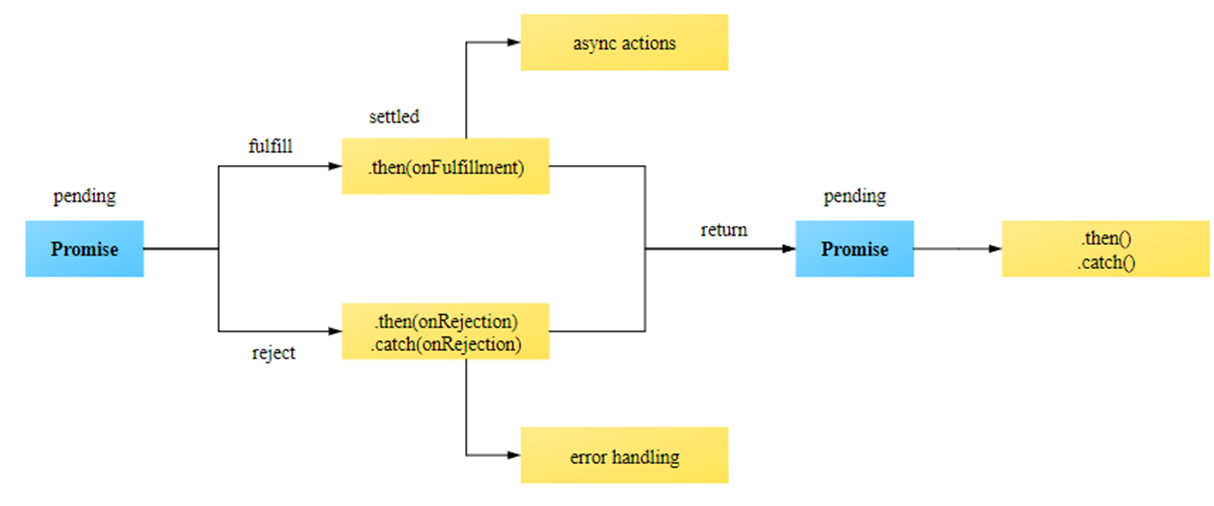 async actions
settled
fulfill
.then(onFulfillment)
pending
Promise
return
pending
Promise
.then()
.catch()
.then(onRejection)
.catch(onRejection)
reject
error handling